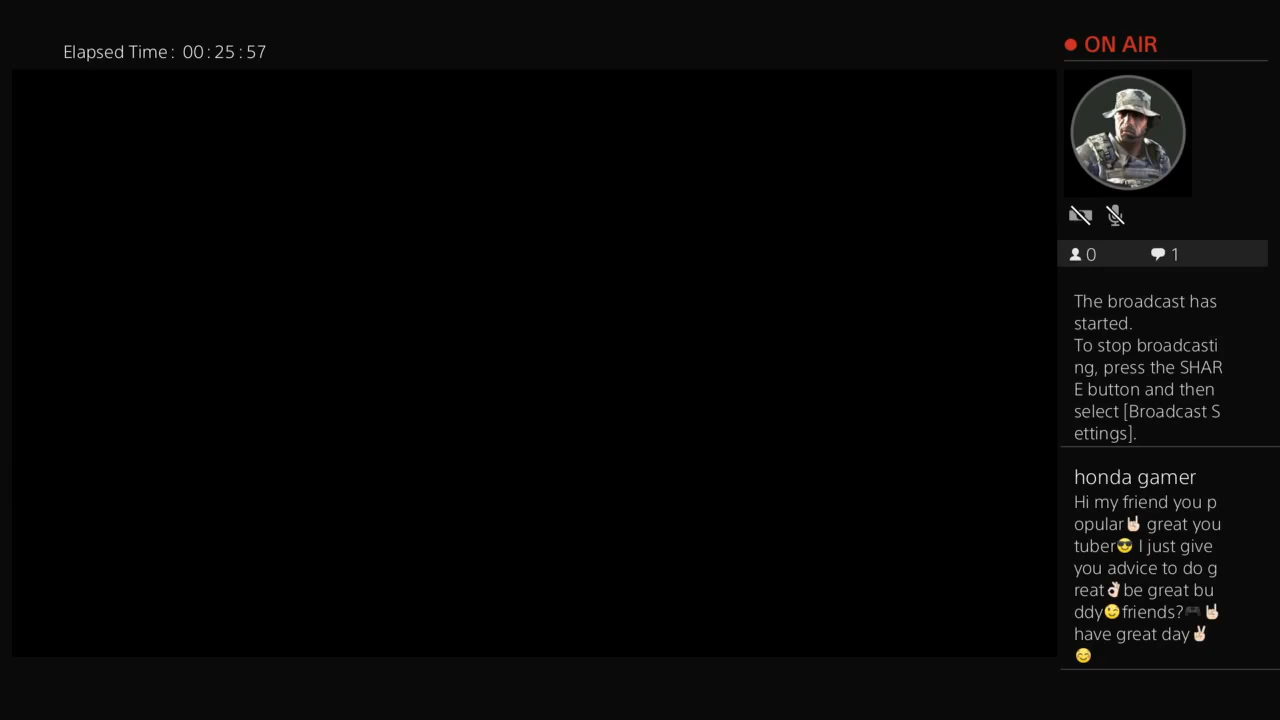 Elapsed Time: 00:25:57
ON AIR
0 1
The broadcast has
started.
To stop broadcasti
ng, press the SHAR
E button and then
select [Broadcast S
ettings].
honda gamer
Hi my friend you p
opular🤘🏻 great you
tuber😎 I just give
you advice to do g
reat👌🏻be great bu
ddy😉friends?🎮🤘🏻
have great day✌🏻
😊